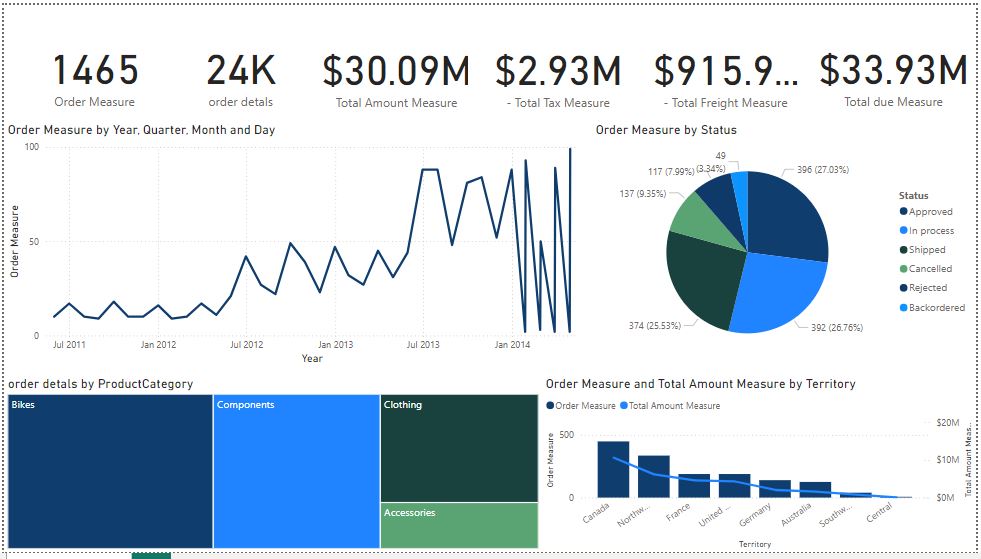 1465
Order Measure
24K
order detals
$30.09M
Total Amount Measure
$2.93M
- Total Tax Measure
$915.9...
- Total Freight Measure
$33.93M
Total due Measure
Order Measure by Year, Quarter, Month and Day
Order Measure
100
50
0
Jul 2011
Jan 2012
Jul 2012
Jan 2013
Jul 2013
Jan 2014
Year
Order Measure by Status
49
(3.34%)
117 (7.99%)
137 (9.35%)
374 (25.53%)
396 (27.03%)
392 (26.76%)
Status
Approved
In process
Shipped
Cancelled
Rejected
Backordered
order detals by ProductCategory
Bikes
Components
Clothing
Accessories
Order Measure and Total Amount Measure by Territory
Order Measure
Total Amount Measure
Order Measure
500
0
$20M
$10M
$0M
Total Amount Meas...
Canada
Northw...
France
United ...
Germany
Australia
Southw...
Central
Territory